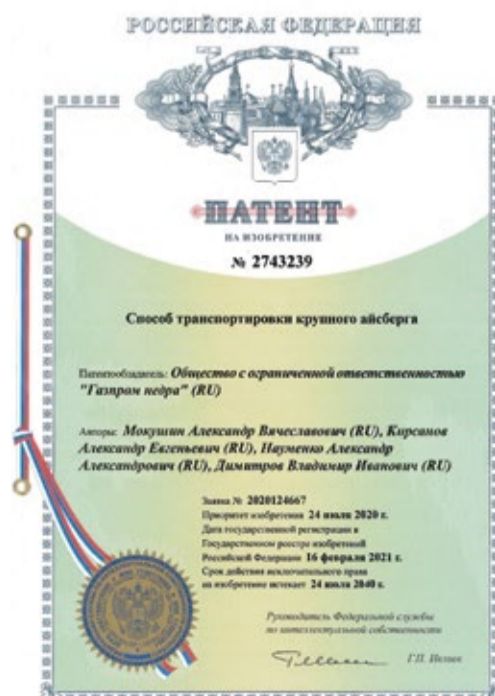 РОССИЙСКАЯ ФЕДЕРАЦИЯ
ПАТЕНТ
НА ИЗОБРЕТЕНИЕ
№ 2743239
Способ транспортировки крупного айсберга
Патентообладатель: Общество с ограниченной ответственностью
"Газпром недра" (RU)
Авторы: Мокушин Александр Вячеславович (RU), Кирсанов
Александр Евгеньевич (RU), Науменко Александр
Александрович (RU), Димитров Владимир Иванович (RU)
Заявка № 2020124667
Приоритет изобретения 24 июля 2020 г.
Дата государственной регистрации в
Государственном реестре изобретений
Российской Федерации 16 февраля 2021 г.
Срок действия исключительного права
на изобретение истекает 24 июля 2040 г.
Руководитель Федеральной службы
по интеллектуальной собственности
Г.П. Ивлиев